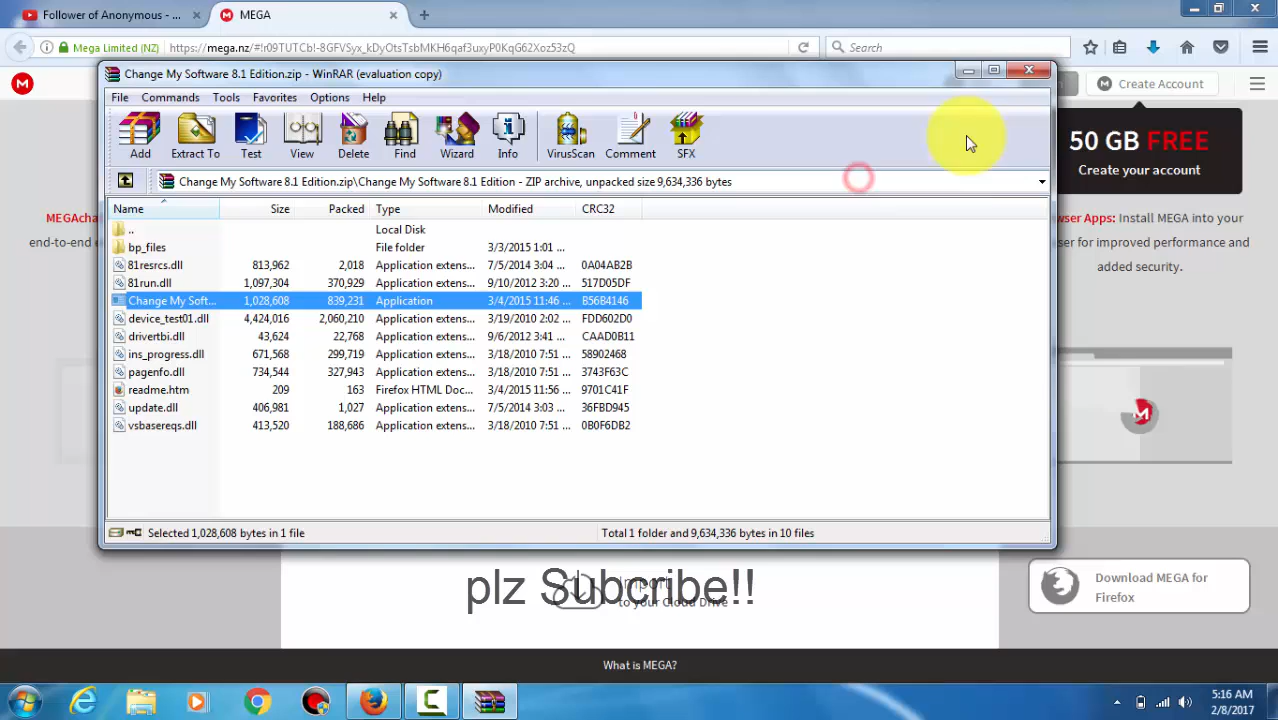 Follower of Anonymous - ...
MEGA
Mega Limited (NZ)
https://mega.nz/#!r09TUTCb!-8GFVSyx_kDyOtsTsbMKH6qaf3uxyP0KqG62Xoz53zQ
Search
Create Account
50 GB FREE
Create your account
MEGAcha
end-to-end
wser Apps: Install MEGA into your
ser for improved performance and
added security.
Change My Software 8.1 Edition.zip - WinRAR (evaluation copy)
File Commands Tools Favorites Options Help
Add Extract To Test View Delete Find Wizard Info VirusScan Comment SFX
Change My Software 8.1 Edition.zip\Change My Software 8.1 Edition - ZIP archive, unpacked size 9,634,336 bytes
Name Size Packed Type Modified CRC32
.. Local Disk
bp_files File folder 3/3/2015 1:01 ...
81resrcs.dll 813,962 2,018 Application extens... 7/5/2014 3:04 ... 0A04AB2B
81run.dll 1,097,304 370,929 Application extens... 9/10/2012 3:20 ... 517D05DF
Change My Soft... 1,028,608 839,231 Application 3/4/2015 11:46 ... B56B4146
device_test01.dll 4,424,016 2,060,210 Application extens... 3/19/2010 2:02 ... FDD602D0
drivertbi.dll 43,624 22,768 Application extens... 9/6/2012 3:41 ... CAAD0B11
ins_progress.dll 671,568 299,719 Application extens... 3/18/2010 7:51 ... 58902468
pagenfo.dll 734,544 327,943 Application extens... 3/18/2010 7:51 ... 3743F63C
readme.htm 209 163 Firefox HTML Doc... 3/4/2015 11:56 ... 9701C41F
update.dll 406,981 1,027 Application extens... 7/5/2014 3:03 ... 36FBD945
vsbasereqs.dll 413,520 188,686 Application extens... 3/18/2010 7:51 ... 0B0F6DB2
Selected 1,028,608 bytes in 1 file
Total 1 folder and 9,634,336 bytes in 10 files
plz Subcribe!!
Import
to your Cloud Drive
Download MEGA for
Firefox
What is MEGA?
5:16 AM
2/8/2017